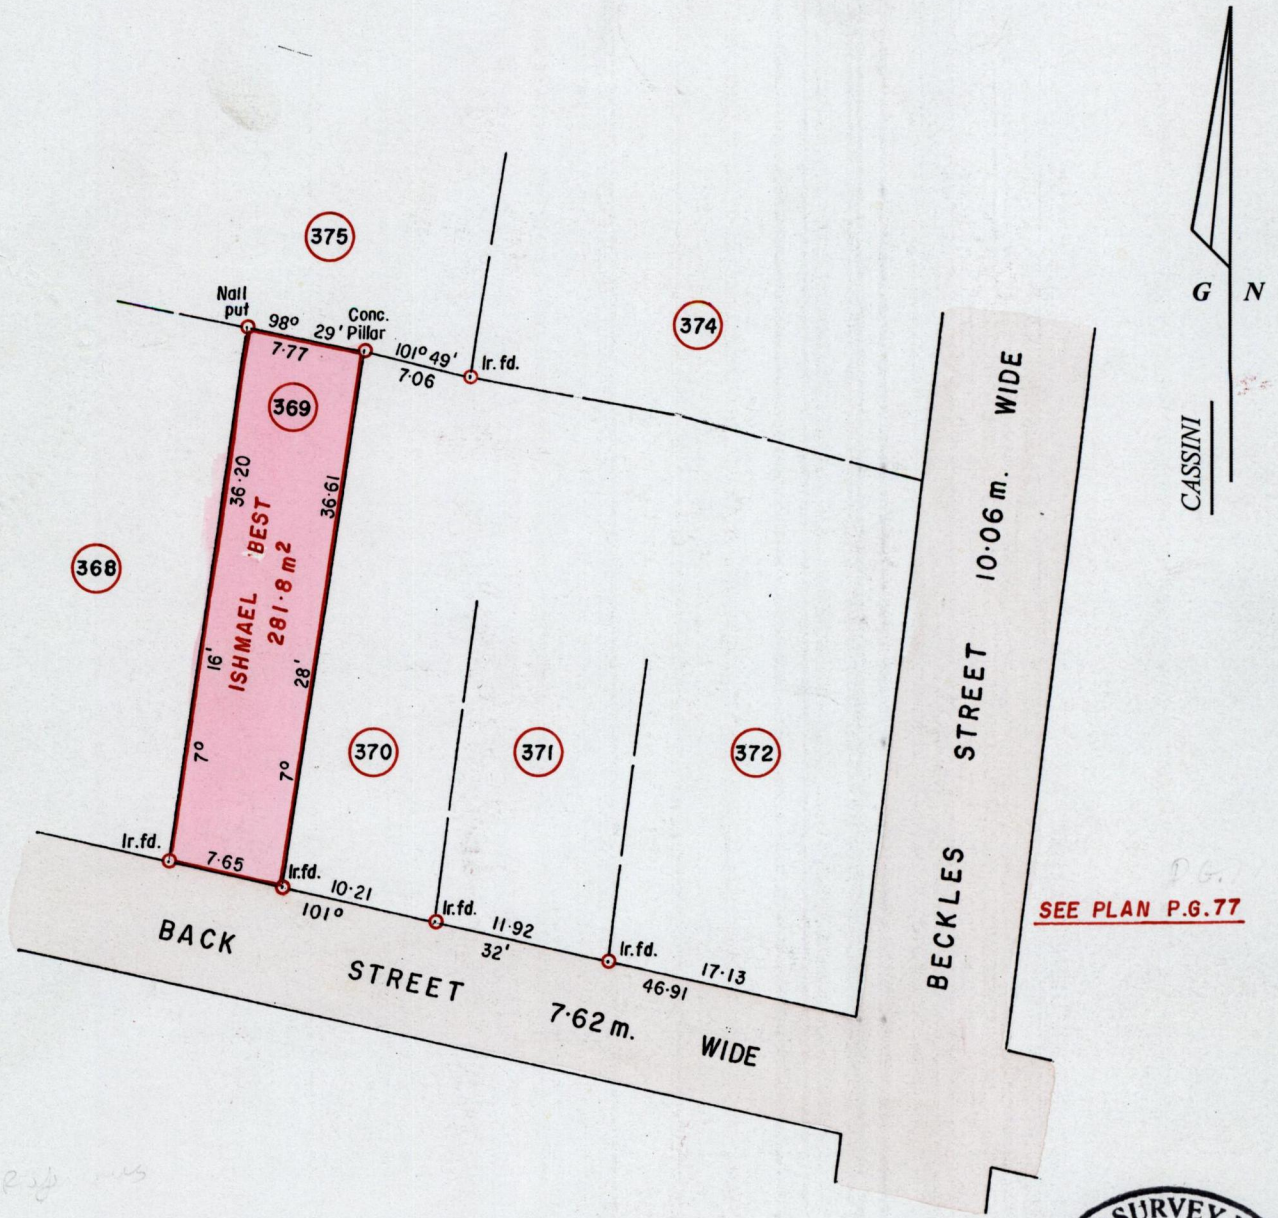 375
374
Nail
put
98° 29'
7·77
Conc.
Pillar
101° 49'
7·06
Ir. fd.
G N
CASSINI
369
36·20
36·61
ISHMAEL BEST
281·8 m²
368
16'
28'
7°
7°
370
371
372
BECKLES STREET 10·06 m. WIDE
Ir.fd.
7·65
Ir.fd.
10·21
101°
Ir.fd.
11·92
32'
Ir.fd.
17·13
46·91
SEE PLAN P.G.77
BACK STREET 7·62 m. WIDE
SURVEY